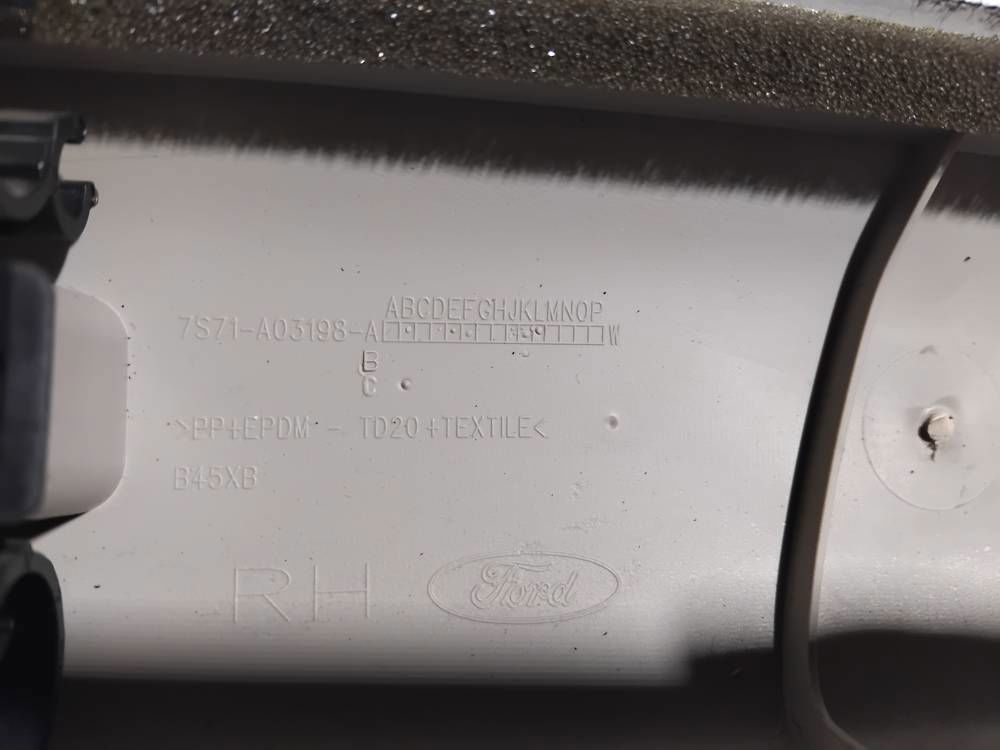 ABCDEFGHJKLMNOP
7S71-A03198-A W
B
C
>PP+EPDM - TD20+TEXTILE<
B45XB
RH Ford